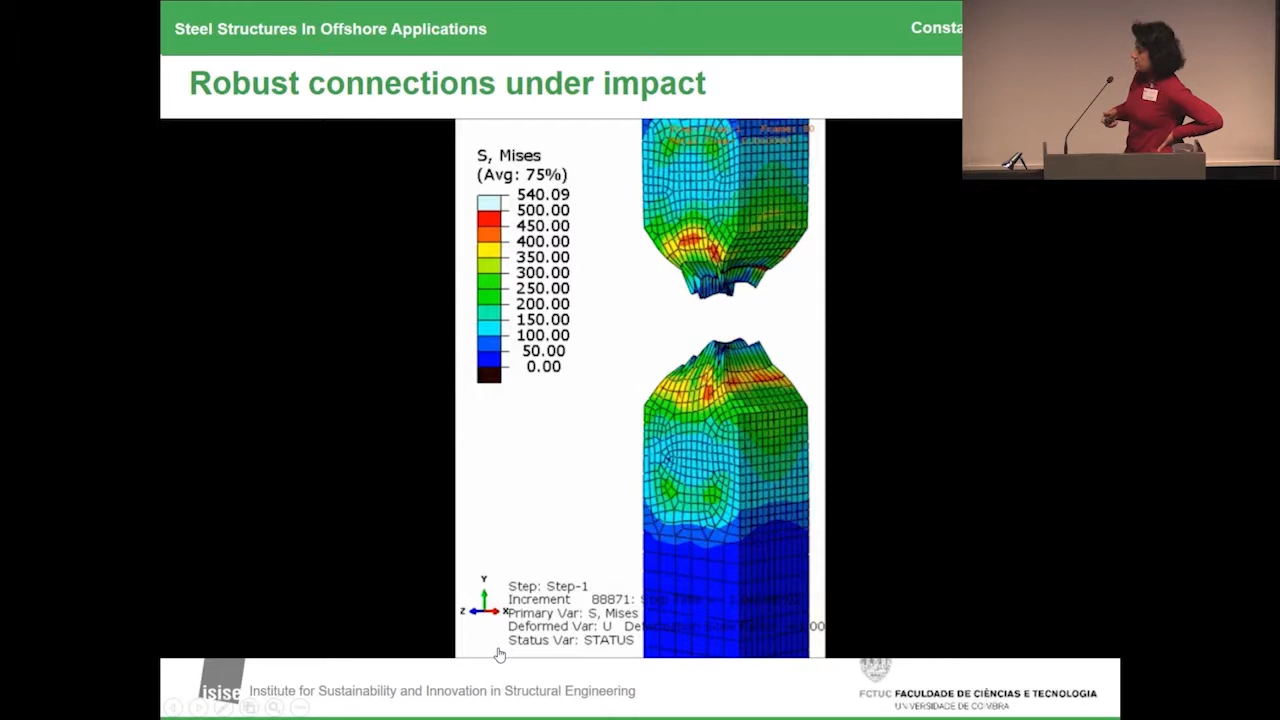 Steel Structures In Offshore Applications
Consta
Robust connections under impact
S, Mises
(Avg: 75%)
540.09
500.00
450.00
400.00
350.00
300.00
250.00
200.00
150.00
100.00
50.00
0.00
Y
Z
X
Step: Step-1
Increment 88871:
Primary Var: S, Mises
Deformed Var: U
Status Var: STATUS
isise Institute for Sustainability and Innovation in Structural Engineering
FCTUC FACULDADE DE CIÊNCIAS E TECNOLOGIA
UNIVERSIDADE DE COIMBRA